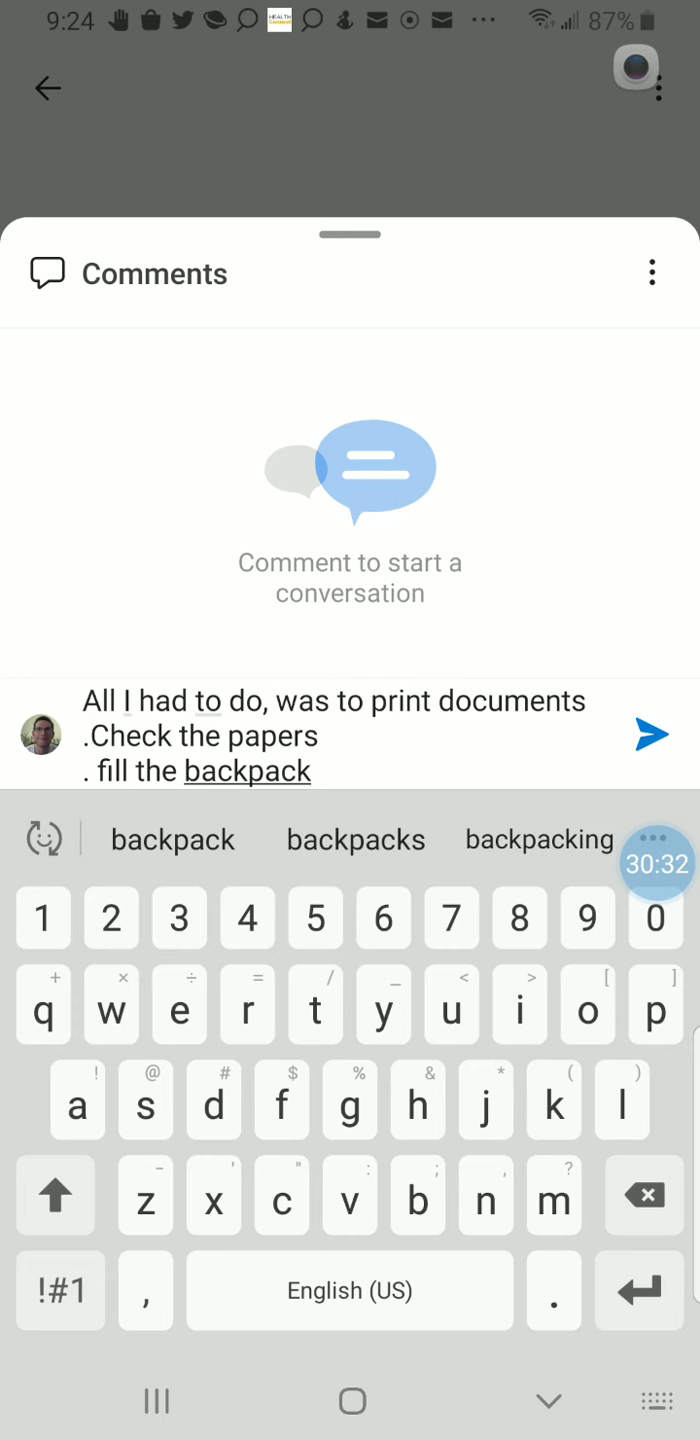 9:24
HEALTH
87%
Comments
Comment to start a
conversation
All I had to do, was to print documents
.Check the papers
. fill the backpack
backpack backpacks backpacking
30:32
1 2 3 4 5 6 7 8 9 0
+ × ÷ = / _ < > [ ]
q w e r t y u i o p
! @ # $ % & * ( )
a s d f g h j k l
- ' " : ; , ?
z x c v b n m
!#1 , English (US) .